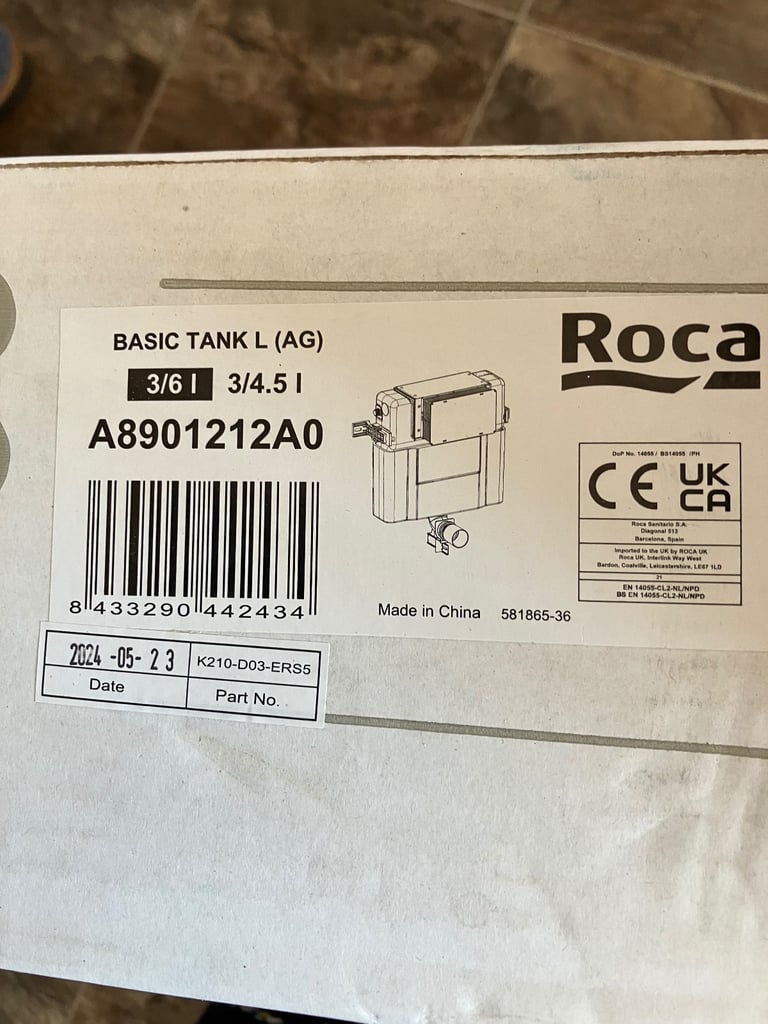 BASIC TANK L (AG)
3/6 l 3/4.5 l
A8901212A0
8 433290 442434
Roca
DoP No. 14055 / BS14055 /PH
CE UK
CA
Roca Sanitario S.A.
Diagonal 513
Barcelona, Spain
Imported to the UK by ROCA UK
Roca UK, Interlink Way West
Bardon, Coalville, Leicestershire, LE67 1LD
21
EN 14055-CL2-NL/NPD
BS EN 14055-CL2-NL/NPD
Made in China 581865-36
2024 -05- 2 3 K210-D03-ERS5
Date Part No.